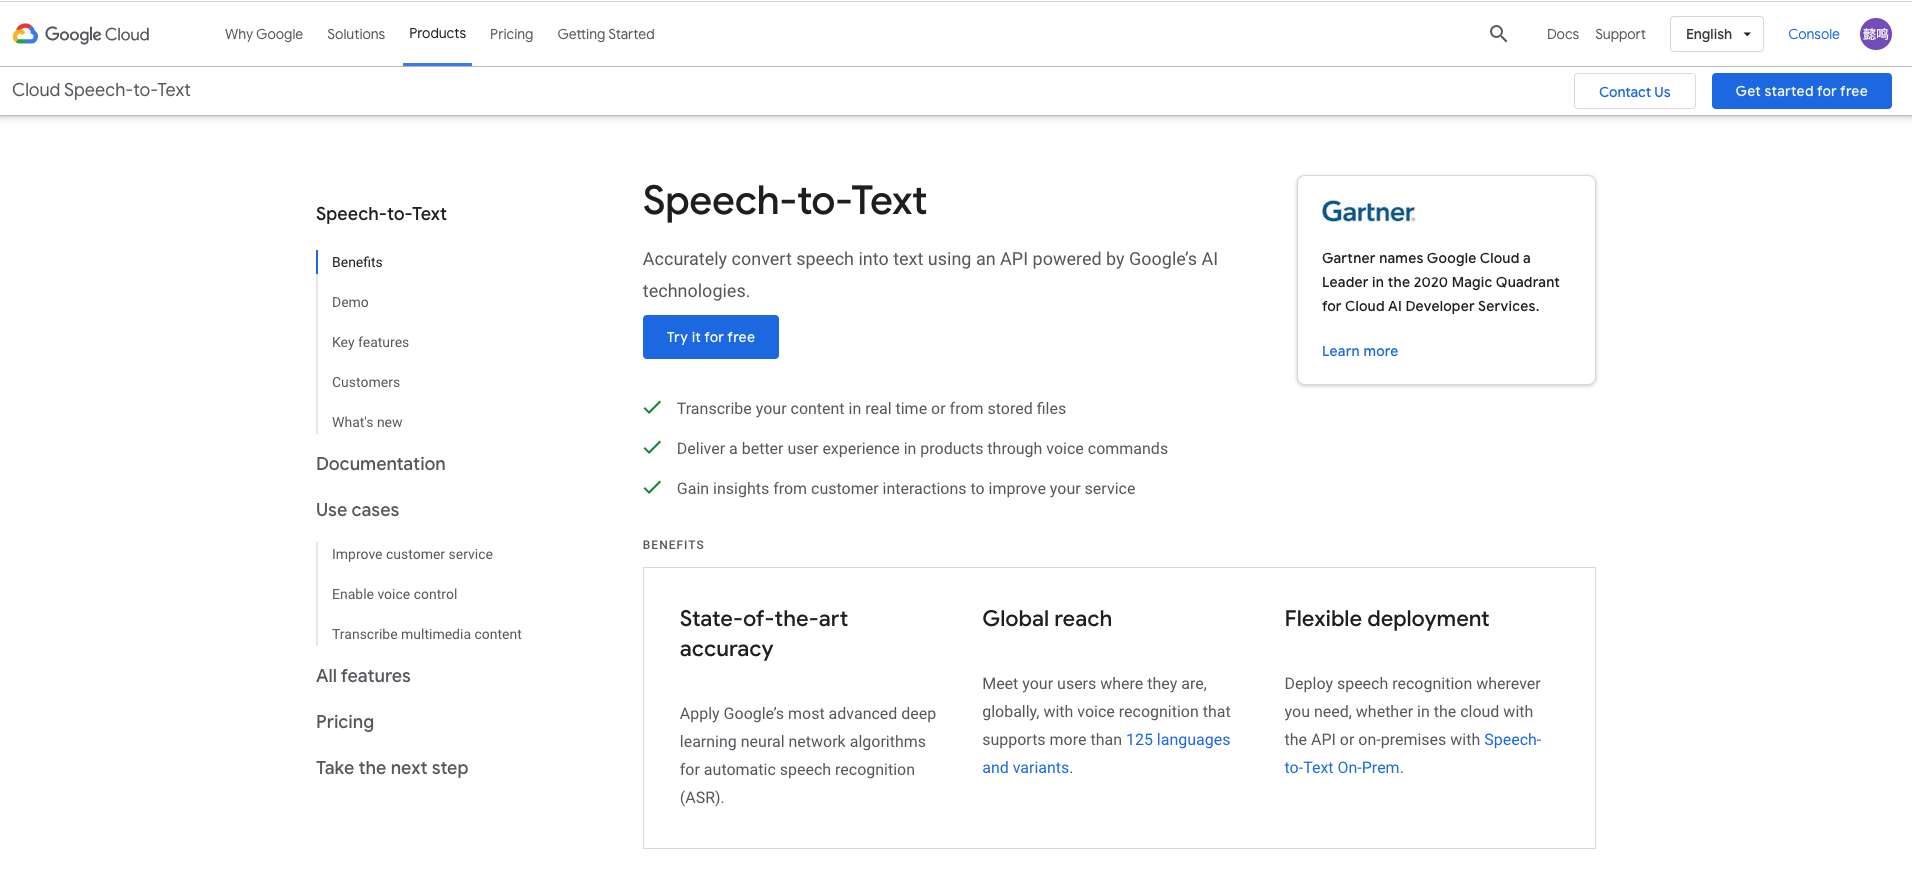 Google Cloud
Why Google
Solutions
Products
Pricing
Getting Started
Docs
Support
English
Console
懿鸣
Cloud Speech-to-Text
Contact Us
Get started for free
Speech-to-Text
Benefits
Demo
Key features
Customers
What's new
Documentation
Use cases
Improve customer service
Enable voice control
Transcribe multimedia content
All features
Pricing
Take the next step
Speech-to-Text
Accurately convert speech into text using an API powered by Google’s AI
technologies.
Try it for free
Transcribe your content in real time or from stored files
Deliver a better user experience in products through voice commands
Gain insights from customer interactions to improve your service
Gartner®
Gartner names Google Cloud a
Leader in the 2020 Magic Quadrant
for Cloud AI Developer Services.
Learn more
BENEFITS
State-of-the-art
accuracy
Apply Google’s most advanced deep
learning neural network algorithms
for automatic speech recognition
(ASR).
Global reach
Meet your users where they are,
globally, with voice recognition that
supports more than 125 languages
and variants.
Flexible deployment
Deploy speech recognition wherever
you need, whether in the cloud with
the API or on-premises with Speech-
to-Text On-Prem.